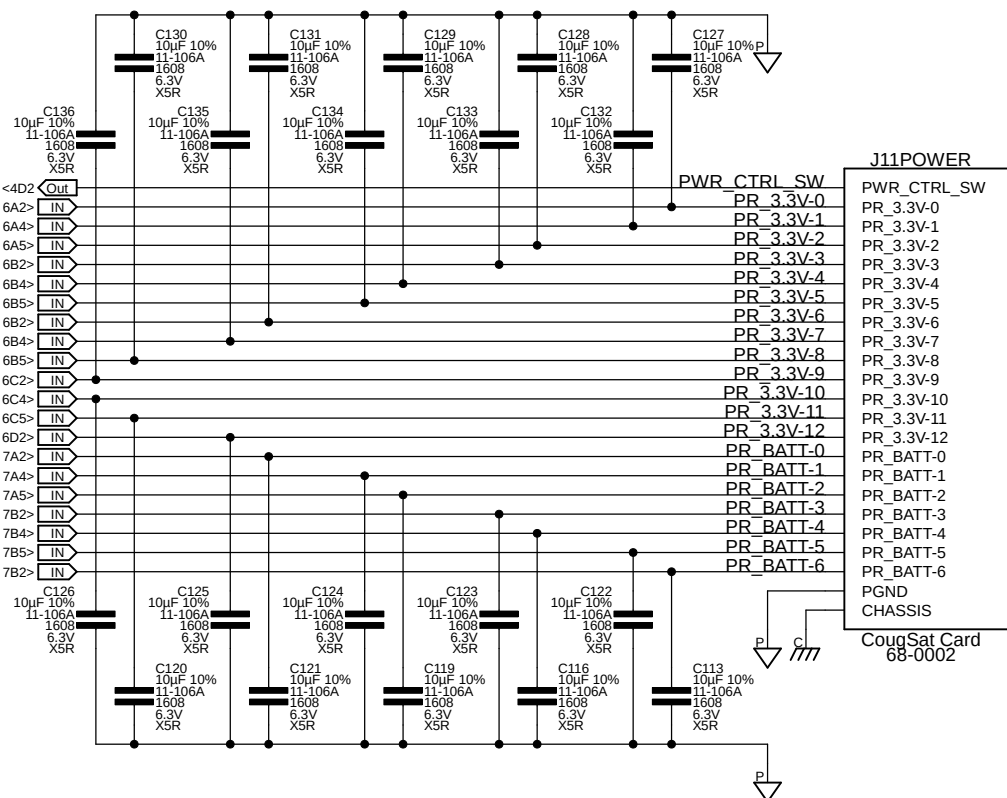 C130
10µF 10%
11-106A
1608
6.3V
X5R
C131
10µF 10%
11-106A
1608
6.3V
X5R
C129
10µF 10%
11-106A
1608
6.3V
X5R
C128
10µF 10%
11-106A
1608
6.3V
X5R
C127
10µF 10%
11-106A
1608
6.3V
X5R
P
C136
10µF 10%
11-106A
1608
6.3V
X5R
C135
10µF 10%
11-106A
1608
6.3V
X5R
C134
10µF 10%
11-106A
1608
6.3V
X5R
C133
10µF 10%
11-106A
1608
6.3V
X5R
C132
10µF 10%
11-106A
1608
6.3V
X5R
J11POWER
<4D2 Out PWR_CTRL_SW PWR_CTRL_SW
6A2> IN PR_3.3V-0 PR_3.3V-0
6A4> IN PR_3.3V-1 PR_3.3V-1
6A5> IN PR_3.3V-2 PR_3.3V-2
6B2> IN PR_3.3V-3 PR_3.3V-3
6B4> IN PR_3.3V-4 PR_3.3V-4
6B5> IN PR_3.3V-5 PR_3.3V-5
6B2> IN PR_3.3V-6 PR_3.3V-6
6B4> IN PR_3.3V-7 PR_3.3V-7
6B5> IN PR_3.3V-8 PR_3.3V-8
6C2> IN PR_3.3V-9 PR_3.3V-9
6C4> IN PR_3.3V-10 PR_3.3V-10
6C5> IN PR_3.3V-11 PR_3.3V-11
6D2> IN PR_3.3V-12 PR_3.3V-12
7A2> IN PR_BATT-0 PR_BATT-0
7A4> IN PR_BATT-1 PR_BATT-1
7A5> IN PR_BATT-2 PR_BATT-2
7B2> IN PR_BATT-3 PR_BATT-3
7B4> IN PR_BATT-4 PR_BATT-4
7B5> IN PR_BATT-5 PR_BATT-5
7B2> IN PR_BATT-6 PR_BATT-6
PGND
CHASSIS
P
C
CougSat Card
68-0002
C126
10µF 10%
11-106A
1608
6.3V
X5R
C125
10µF 10%
11-106A
1608
6.3V
X5R
C124
10µF 10%
11-106A
1608
6.3V
X5R
C123
10µF 10%
11-106A
1608
6.3V
X5R
C122
10µF 10%
11-106A
1608
6.3V
X5R
C120
10µF 10%
11-106A
1608
6.3V
X5R
C121
10µF 10%
11-106A
1608
6.3V
X5R
C119
10µF 10%
11-106A
1608
6.3V
X5R
C116
10µF 10%
11-106A
1608
6.3V
X5R
C113
10µF 10%
11-106A
1608
6.3V
X5R
P